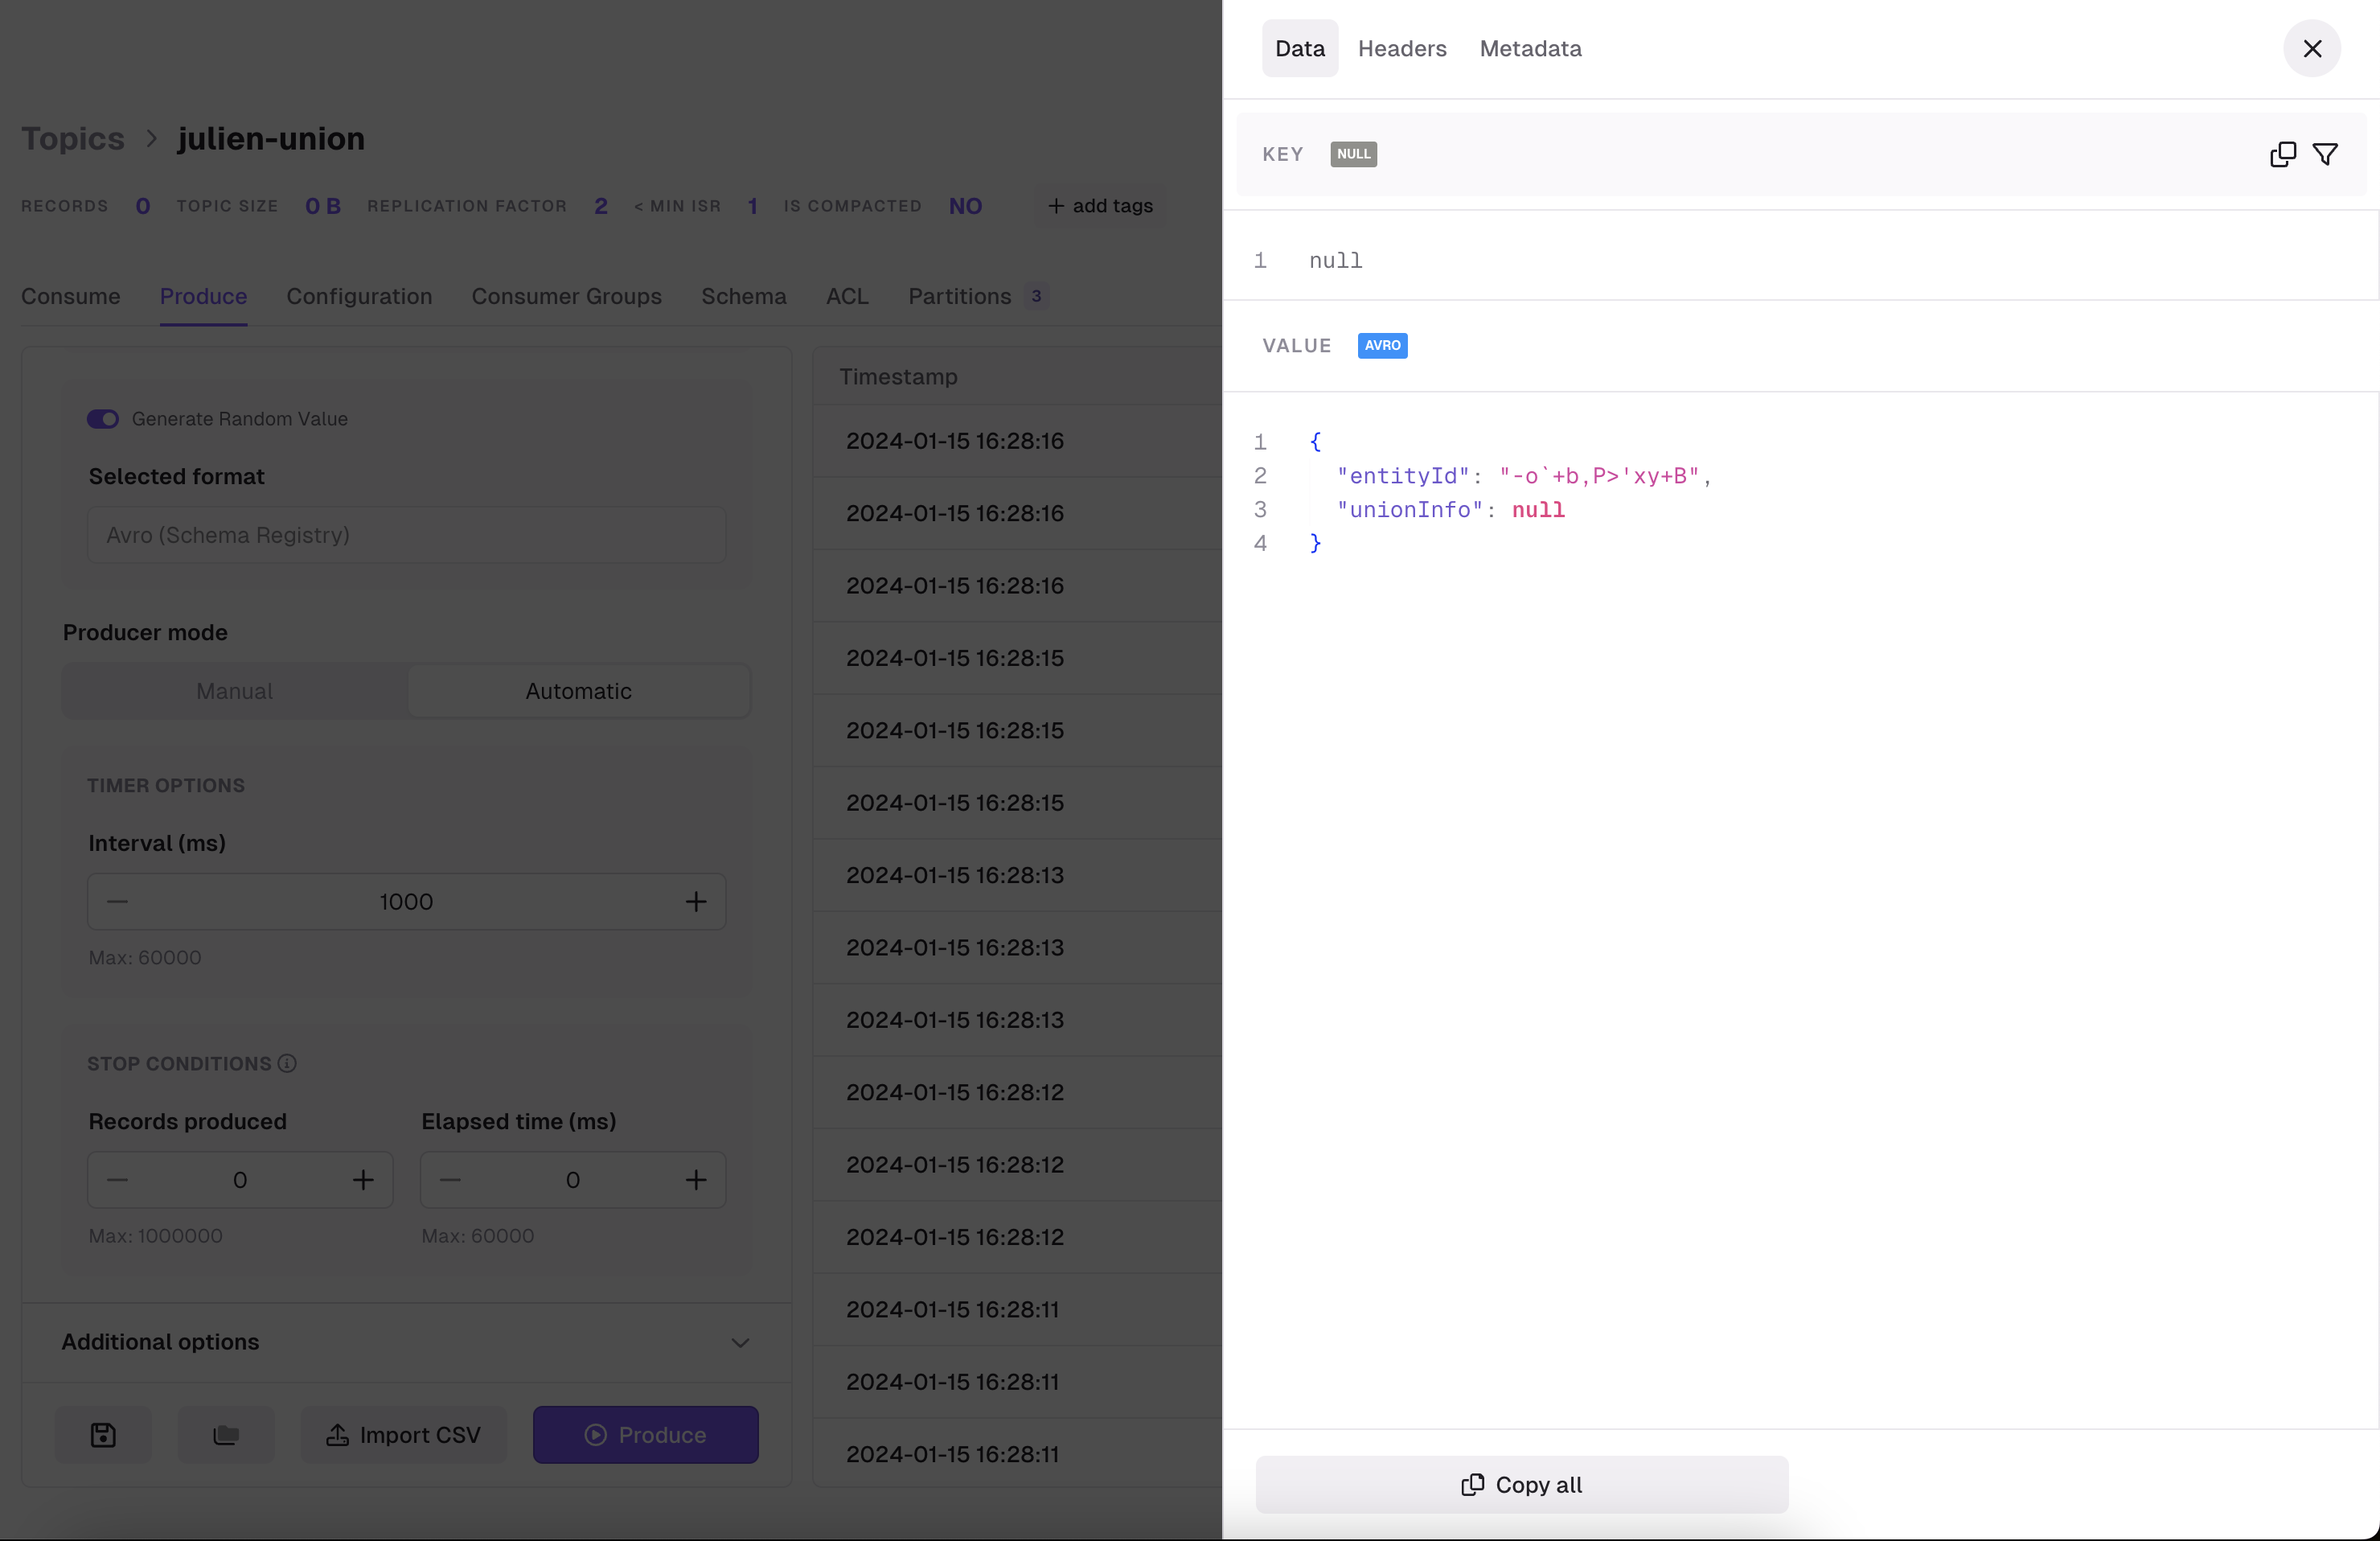 Topics > julien-union
RECORDS 0 TOPIC SIZE 0 B REPLICATION FACTOR 2 < MIN ISR 1 IS COMPACTED NO + add tags
Consume Produce Configuration Consumer Groups Schema ACL Partitions 3
Generate Random Value
Selected format
Avro (Schema Registry)
Producer mode
Manual Automatic
TIMER OPTIONS
Interval (ms)
1000
Max: 60000
STOP CONDITIONS
Records produced Elapsed time (ms)
0 0
Max: 1000000 Max: 60000
Additional options
Import CSV Produce
Timestamp
2024-01-15 16:28:16
2024-01-15 16:28:16
2024-01-15 16:28:16
2024-01-15 16:28:15
2024-01-15 16:28:15
2024-01-15 16:28:15
2024-01-15 16:28:13
2024-01-15 16:28:13
2024-01-15 16:28:13
2024-01-15 16:28:12
2024-01-15 16:28:12
2024-01-15 16:28:12
2024-01-15 16:28:11
2024-01-15 16:28:11
2024-01-15 16:28:11
Data Headers Metadata
KEY NULL
1 null
VALUE AVRO
1 {
2 "entityId": "-o`+b,P>'xy+B",
3 "unionInfo": null
4 }
Copy all